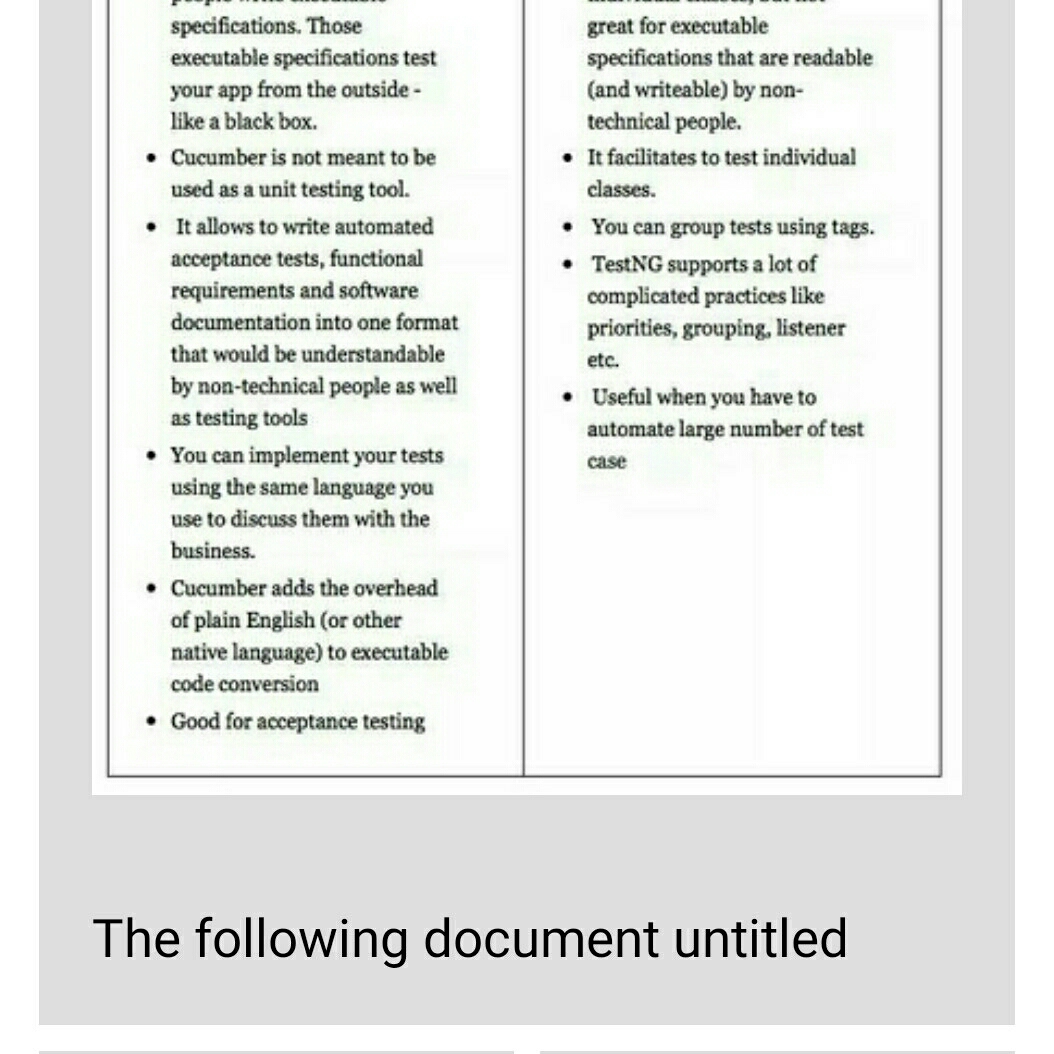 specifications. Those
executable specifications test
your app from the outside -
like a black box.
• Cucumber is not meant to be
used as a unit testing tool.
• It allows to write automated
acceptance tests, functional
requirements and software
documentation into one format
that would be understandable
by non-technical people as well
as testing tools
• You can implement your tests
using the same language you
use to discuss them with the
business.
• Cucumber adds the overhead
of plain English (or other
native language) to executable
code conversion
• Good for acceptance testing
great for executable
specifications that are readable
(and writeable) by non-
technical people.
• It facilitates to test individual
classes.
• You can group tests using tags.
• TestNG supports a lot of
complicated practices like
priorities, grouping, listener
etc.
• Useful when you have to
automate large number of test
case
The following document untitled